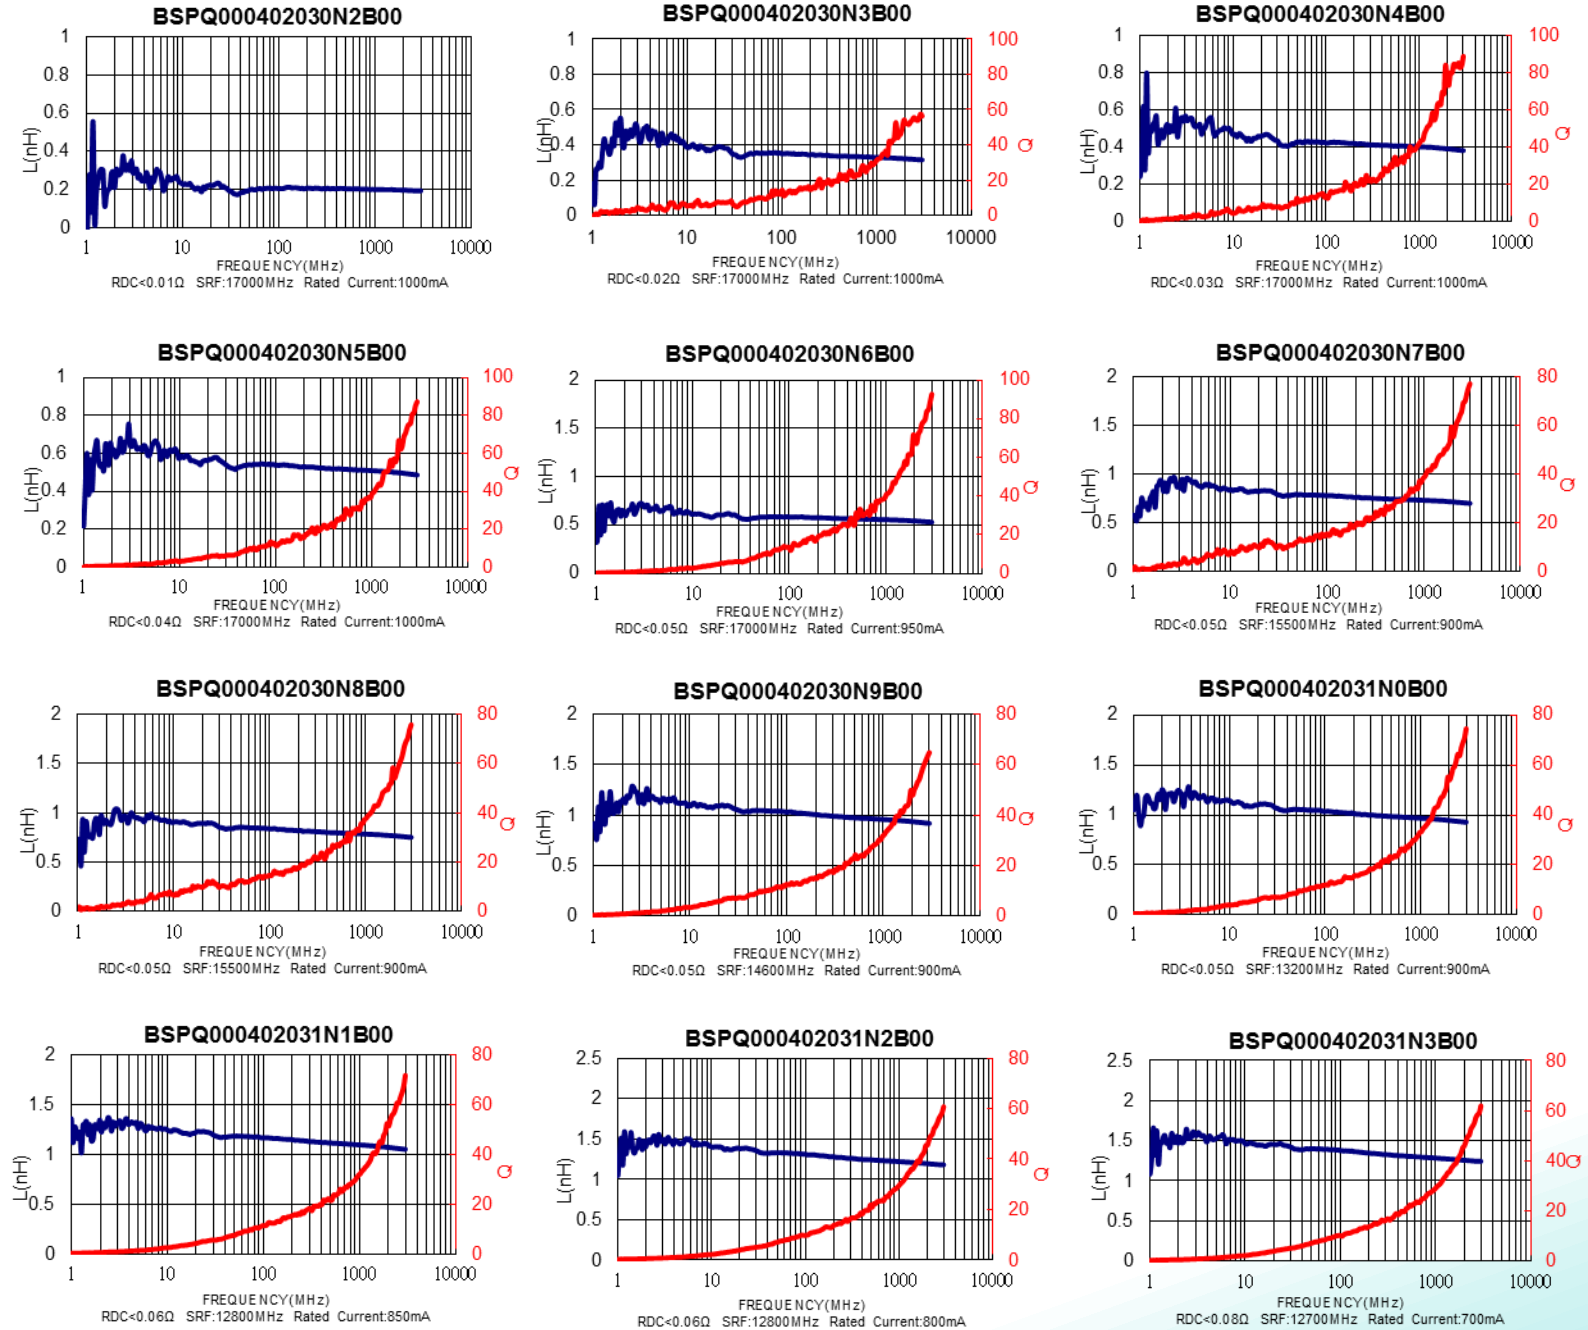 BSPQ000402030N2B00
1
0.8
0.6
0.4
0.2
0
L(nH)
1 10 100 1000 10000
FREQUENCY(MHz)
RDC<0.01Ω SRF:17000MHz Rated Current:1000mA
BSPQ000402030N3B00
1 100
0.8 80
0.6 60
0.4 40
0.2 20
0 0
L(nH) Q
1 10 100 1000 10000
FREQUENCY(MHz)
RDC<0.02Ω SRF:17000MHz Rated Current:1000mA
BSPQ000402030N4B00
1 100
0.8 80
0.6 60
0.4 40
0.2 20
0 0
L(nH) Q
1 10 100 1000 10000
FREQUENCY(MHz)
RDC<0.03Ω SRF:17000MHz Rated Current:1000mA
BSPQ000402030N5B00
1 100
0.8 80
0.6 60
0.4 40
0.2 20
0 0
L(nH) Q
1 10 100 1000 10000
FREQUENCY(MHz)
RDC<0.04Ω SRF:17000MHz Rated Current:1000mA
BSPQ000402030N6B00
2 100
1.5 80
60
1 40
0.5 20
0 0
L(nH) Q
1 10 100 1000 10000
FREQUENCY(MHz)
RDC<0.05Ω SRF:17000MHz Rated Current:950mA
BSPQ000402030N7B00
2 80
1.5 60
1 40
0.5 20
0 0
L(nH) Q
1 10 100 1000 10000
FREQUENCY(MHz)
RDC<0.05Ω SRF:15500MHz Rated Current:900mA
BSPQ000402030N8B00
2 80
1.5 60
1 40
0.5 20
0 0
L(nH) Q
1 10 100 1000 10000
FREQUENCY(MHz)
RDC<0.05Ω SRF:15500MHz Rated Current:900mA
BSPQ000402030N9B00
2 80
1.5 60
1 40
0.5 20
0 0
L(nH) Q
1 10 100 1000 10000
FREQUENCY(MHz)
RDC<0.05Ω SRF:14600MHz Rated Current:900mA
BSPQ000402031N0B00
2 80
1.5 60
1 40
0.5 20
0 0
L(nH) Q
1 10 100 1000 10000
FREQUENCY(MHz)
RDC<0.05Ω SRF:13200MHz Rated Current:900mA
BSPQ000402031N1B00
2 80
1.5 60
1 40
0.5 20
0 0
L(nH) Q
1 10 100 1000 10000
FREQUENCY(MHz)
RDC<0.06Ω SRF:12800MHz Rated Current:850mA
BSPQ000402031N2B00
2.5 80
2 60
1.5
1 40
0.5 20
0 0
L(nH) Q
1 10 100 1000 10000
FREQUENCY(MHz)
RDC<0.06Ω SRF:12800MHz Rated Current:800mA
BSPQ000402031N3B00
2.5 80
2 60
1.5
1 40
0.5 20
0 0
L(nH) Q
1 10 100 1000 10000
FREQUENCY(MHz)
RDC<0.08Ω SRF:12700MHz Rated Current:700mA